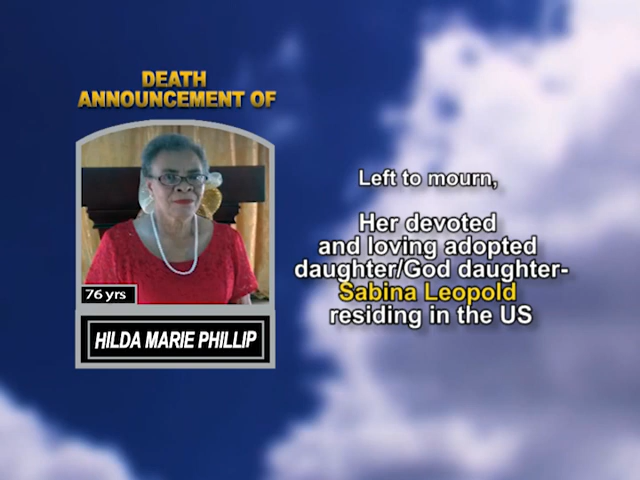 DEATH
ANNOUNCEMENT OF
76 yrs
HILDA MARIE PHILLIP
Left to mourn,
Her devoted
and loving adopted
daughter/God daughter-
Sabina Leopold
residing in the US